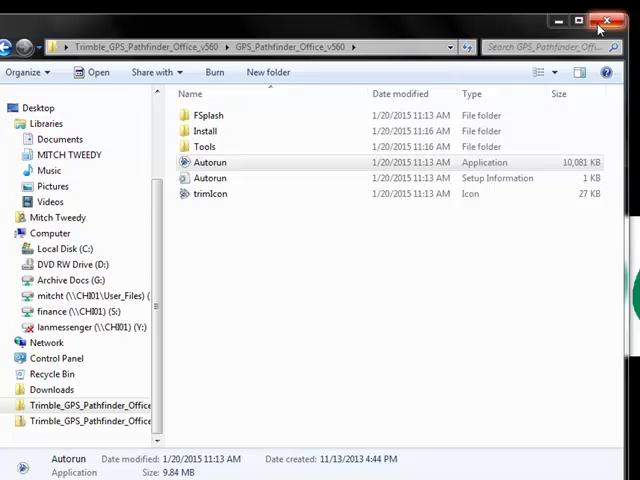 Trimble_GPS_Pathfinder_Office_v560 GPS_Pathfinder_Office_v560 Search GPS_Pathfinder_Offic...
Organize Open Share with Burn New folder
Name Date modified Type Size
Desktop
FSplash 1/20/2015 11:13 AM File folder
Libraries
Install 1/20/2015 11:16 AM File folder
Documents
Tools 1/20/2015 11:16 AM File folder
MITCH TWEEDY
Autorun 1/20/2015 11:13 AM Application 10,081 KB
Music
Autorun 1/20/2015 11:13 AM Setup Information 1 KB
Pictures
trimIcon 1/20/2015 11:13 AM Icon 27 KB
Videos
Mitch Tweedy
Computer
Local Disk (C:)
DVD RW Drive (D:)
Archive Docs (G:)
mitcht (\\CHI01\User_Files) (
finance (\\CHI01) (S:)
lanmessenger (\\CHI01) (Y:)
Network
Control Panel
Recycle Bin
Downloads
Trimble_GPS_Pathfinder_Office
Trimble_GPS_Pathfinder_Office
Autorun Date modified: 1/20/2015 11:13 AM Date created: 11/13/2013 4:44 PM
Application Size: 9.84 MB